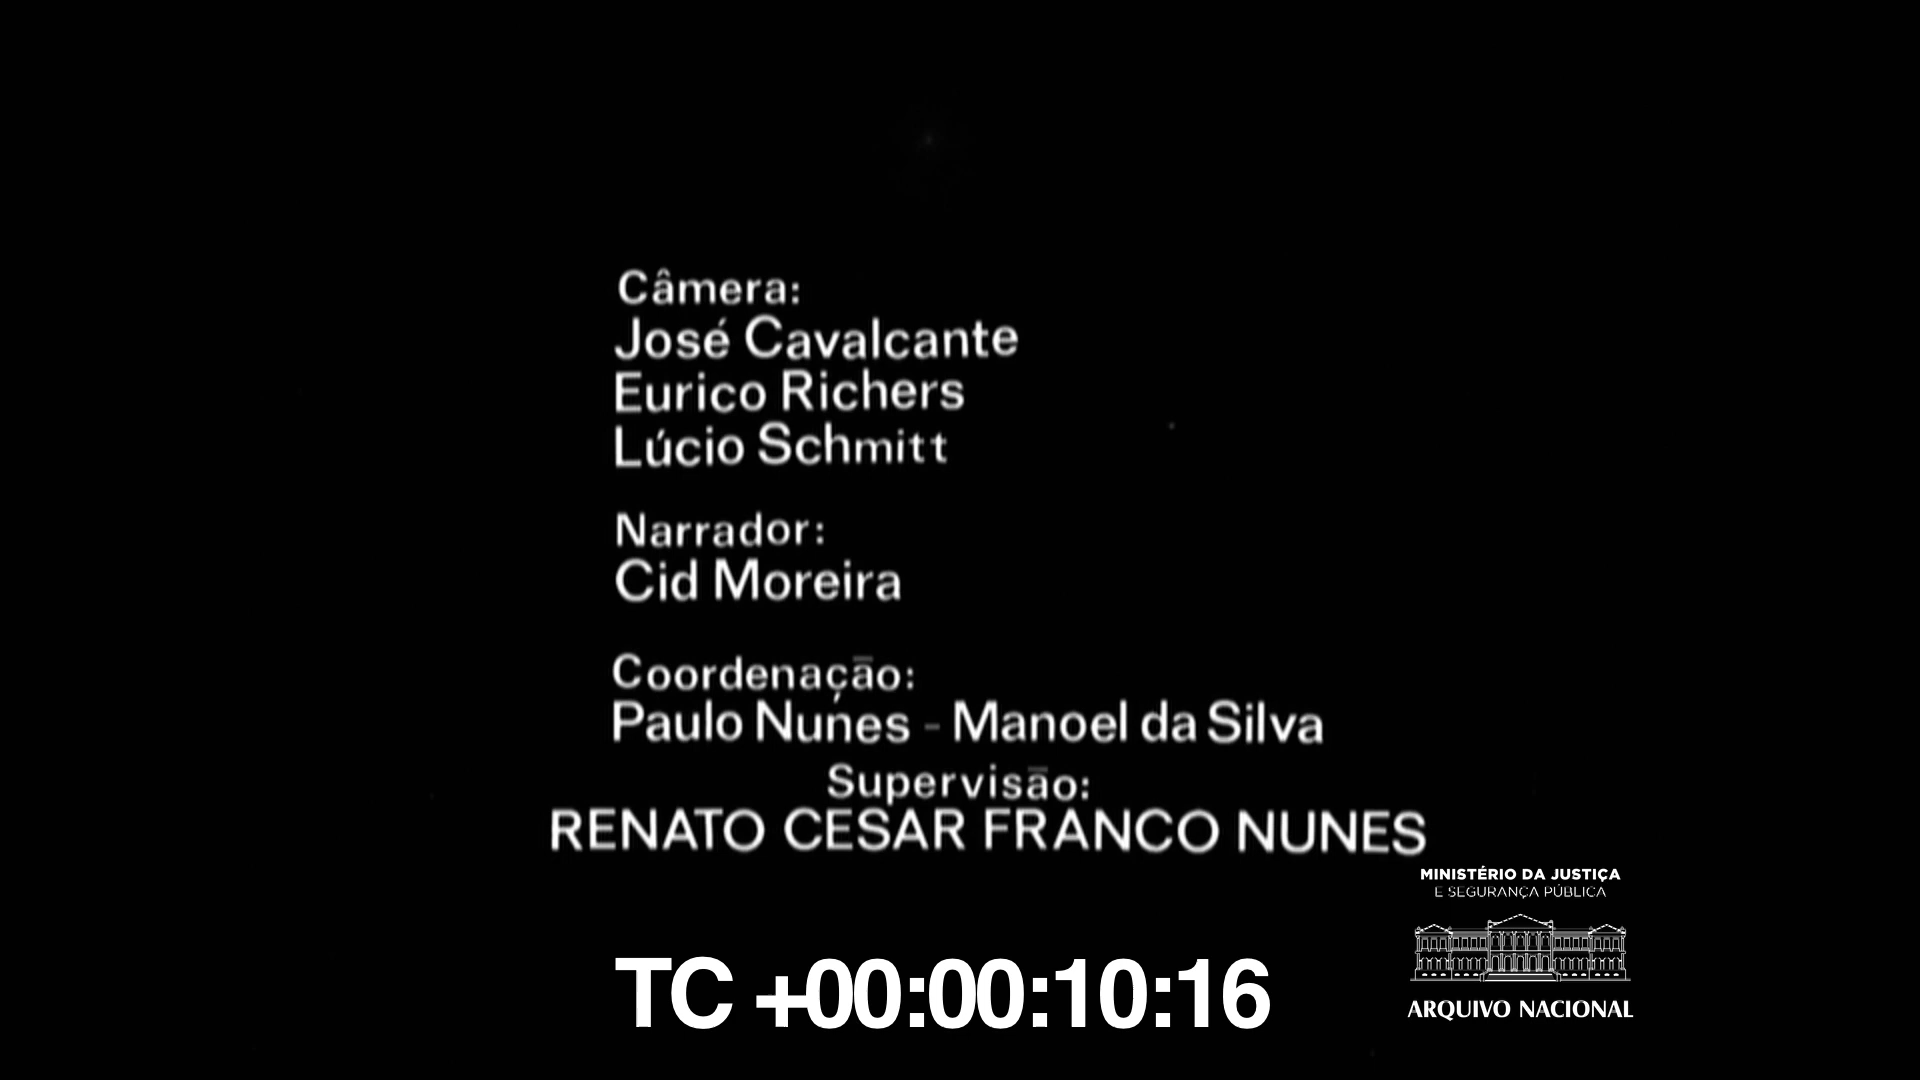 Câmera:
José Cavalcante
Eurico Richers
Lúcio Schmitt
Narrador:
Cid Moreira
Coordenação:
Paulo Nunes - Manoel da Silva
Supervisão:
RENATO CESAR FRANCO NUNES
MINISTÉRIO DA JUSTIÇA
E SEGURANÇA PÚBLICA
ARQUIVO NACIONAL
TC +00:00:10:16